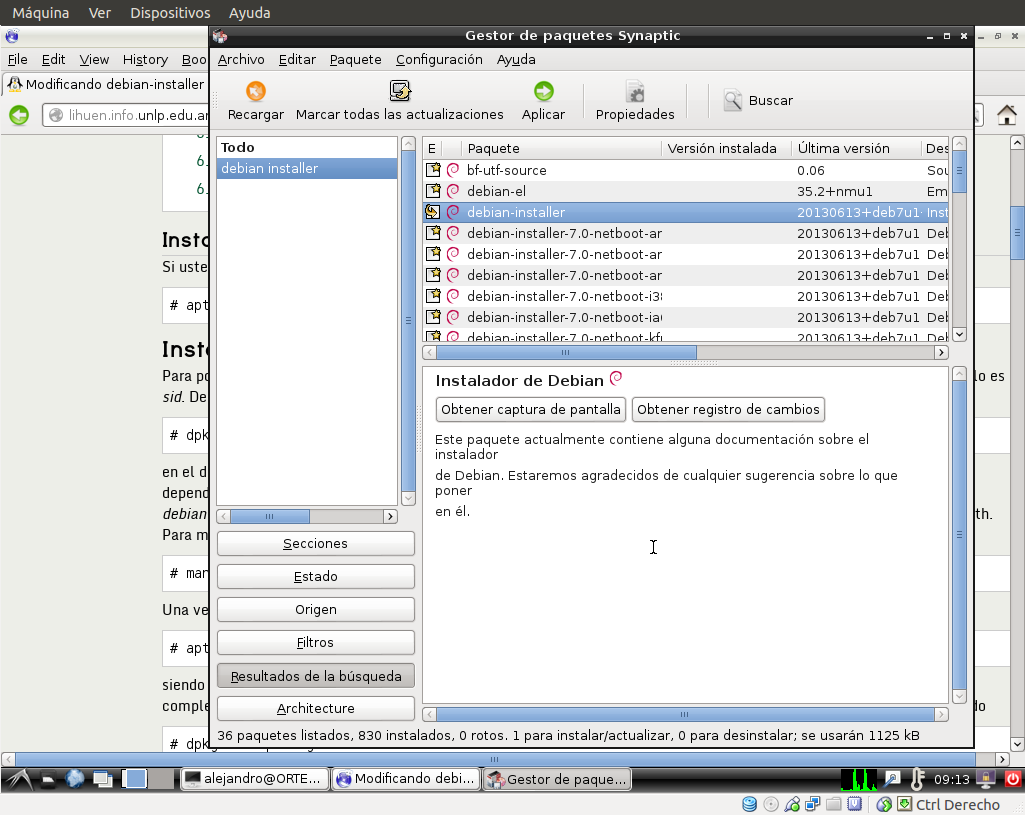 Máquina Ver Dispositivos Ayuda
Gestor de paquetes Synaptic
File Edit View History Boo
Archivo Editar Paquete Configuración Ayuda
Modificando debian-installer
Recargar Marcar todas las actualizaciones Aplicar Propiedades Buscar
lihuen.info.unlp.edu.ar
Todo
debian installer
E Paquete Versión instalada Última versión Des
bf-utf-source 0.06 Sou
debian-el 35.2+nmu1 Em
debian-installer 20130613+deb7u1 Inst
debian-installer-7.0-netboot-ar 20130613+deb7u1 Deb
debian-installer-7.0-netboot-ar 20130613+deb7u1 Deb
debian-installer-7.0-netboot-ar 20130613+deb7u1 Deb
debian-installer-7.0-netboot-i38 20130613+deb7u1 Deb
debian-installer-7.0-netboot-ia 20130613+deb7u1 Deb
debian-installer-7.0-netboot-kf 20130613+deb7u1 Deb
6.
6.
Insta
Si uste
# apt
Insta
Para po
lo es
sid. De
# dpk
en el d
depend
debian
th.
Para m
# man
Una ve
# apt
siendo
comple
do
# dpk
Instalador de Debian
Obtener captura de pantalla Obtener registro de cambios
Este paquete actualmente contiene alguna documentación sobre el
instalador
de Debian. Estaremos agradecidos de cualquier sugerencia sobre lo que
poner
en él.
Secciones
Estado
Origen
Filtros
Resultados de la búsqueda
Architecture
36 paquetes listados, 830 instalados, 0 rotos. 1 para instalar/actualizar, 0 para desinstalar; se usarán 1125 kB
alejandro@ORTE... Modificando debi... Gestor de paque... 09:13
Ctrl Derecho